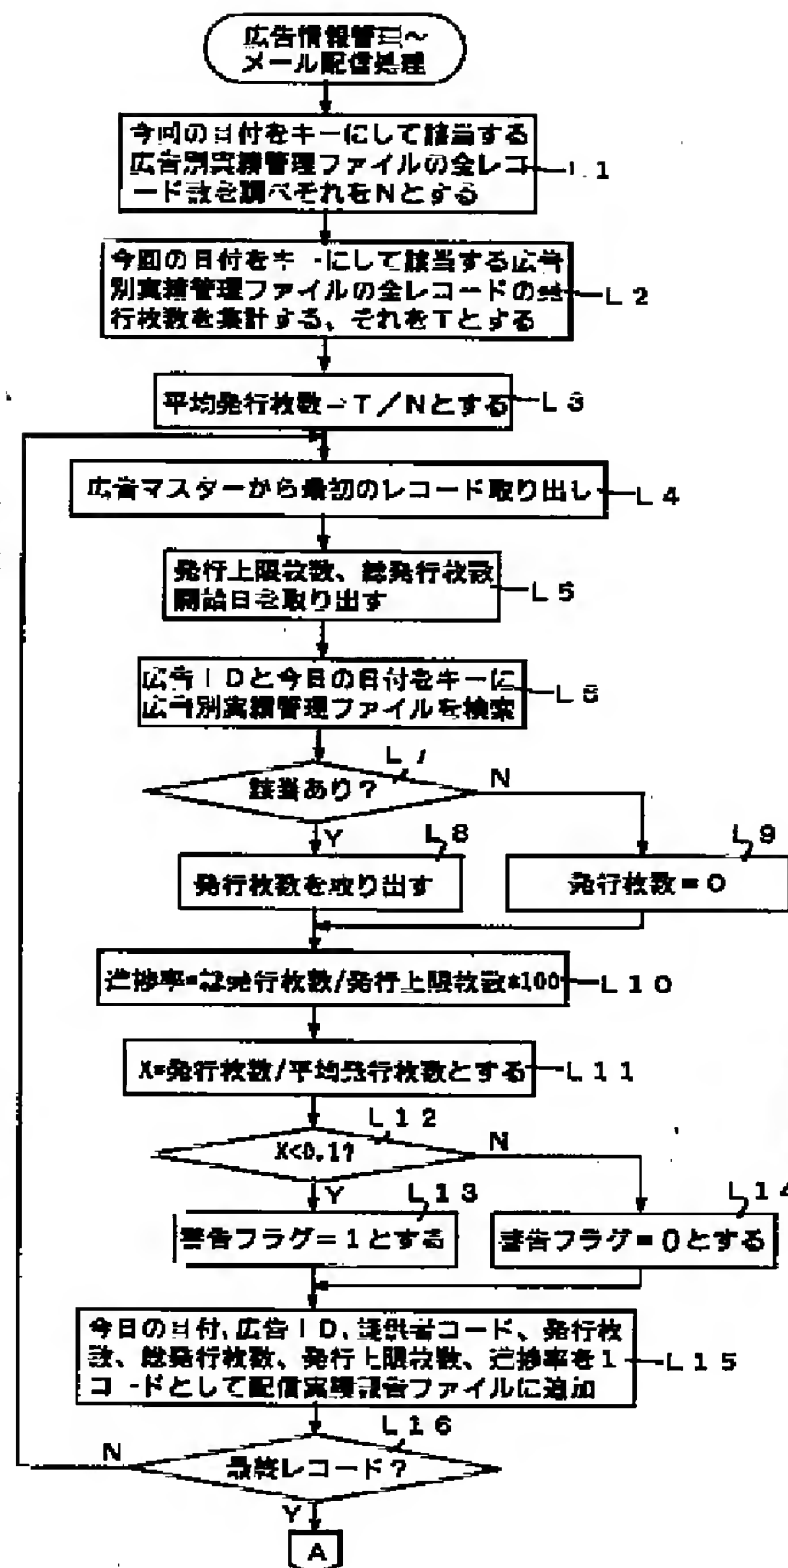 広告情報管理～
メール配信処理
今回の日付をキーにして該当する
広告別実績管理ファイルの全レコ
ード数を調べそれをNとする
L1
今回の日付をキーにして該当する広告
別実績管理ファイルの全レコードの発
行枚数を集計する、それをTとする
L2
平均発行枚数=T/Nとする
L3
広告マスターから最初のレコード取り出し
L4
発行上限枚数、総発行枚数
開始日を取り出す
L5
広告IDと今日の日付をキーに
広告別実績管理ファイルを検索
L6
L7
該当あり?
N
Y
L8
発行枚数を取り出す
L9
発行枚数=0
進捗率=総発行枚数/発行上限枚数*100
L10
X=発行枚数/平均発行枚数とする
L11
L12
X<0.1?
N
Y
L13
警告フラグ=1とする
L14
警告フラグ=0とする
今日の日付,広告ID,提供者コード、発行枚
数、総発行枚数、発行上限枚数、進捗率を1
コードとして配信実績報告ファイルに追加
L15
L16
最終レコード?
N
Y
A